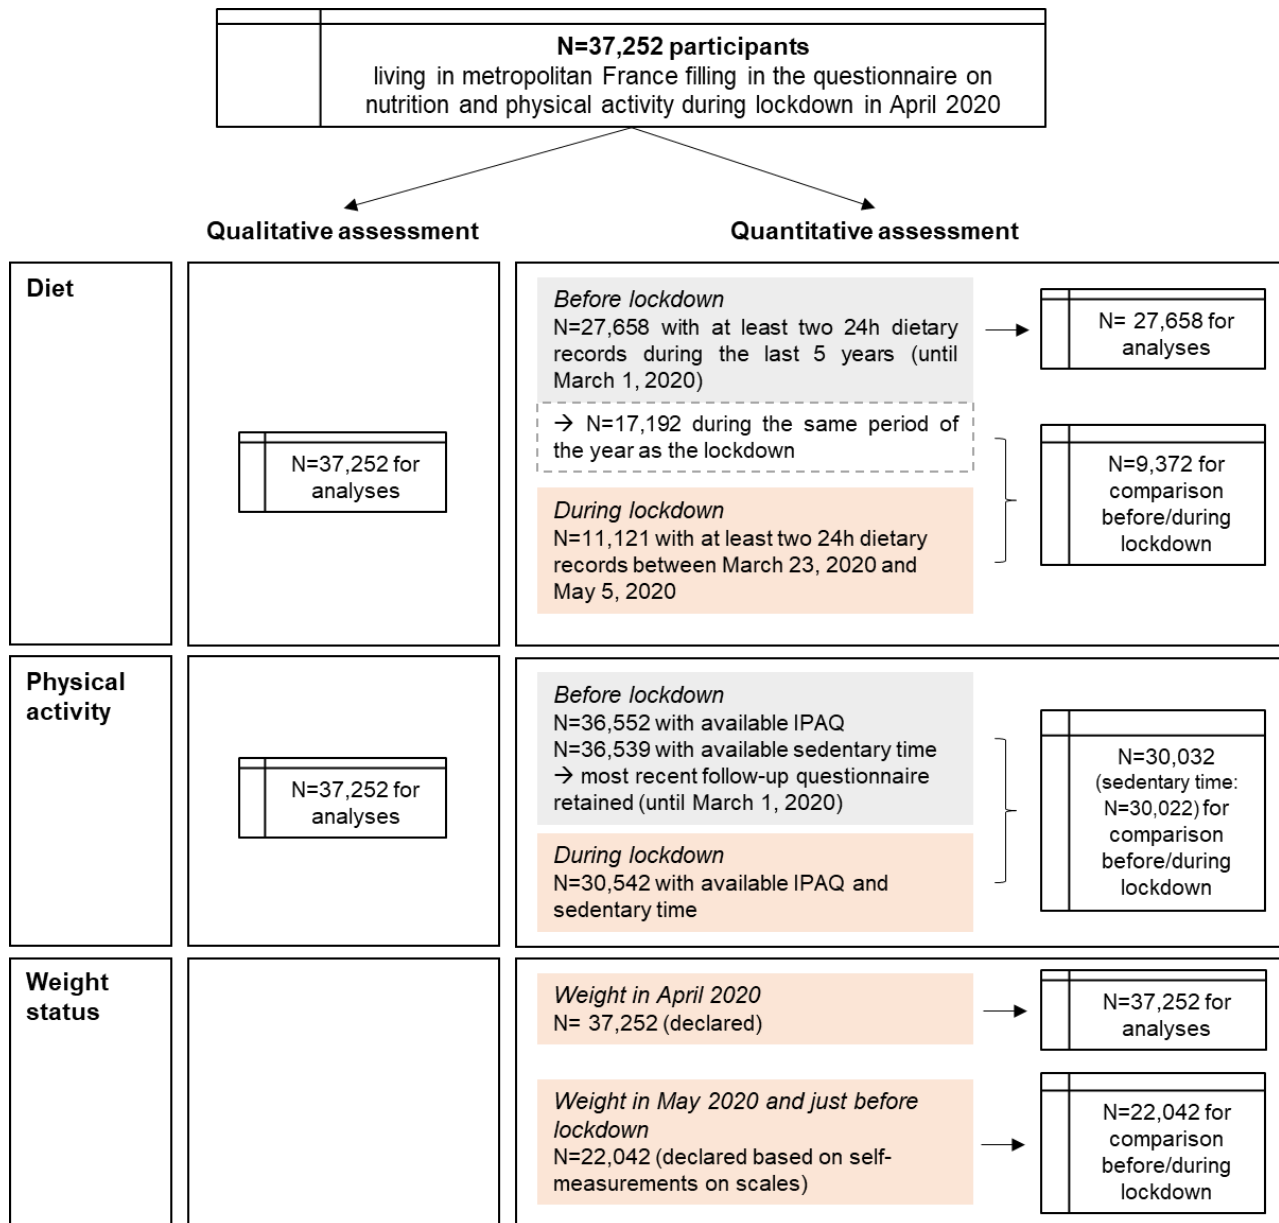 N=37,252 participants
living in metropolitan France filling in the questionnaire on
nutrition and physical activity during lockdown in April 2020
Qualitative assessment
Quantitative assessment
Diet
N=37,252 for
analyses
Before lockdown
N=27,658 with at least two 24h dietary
records during the last 5 years (until
March 1, 2020)
→ N=17,192 during the same period of
the year as the lockdown
During lockdown
N=11,121 with at least two 24h dietary
records between March 23, 2020 and
May 5, 2020
N= 27,658 for
analyses
N=9,372 for
comparison
before/during
lockdown
Physical
activity
N=37,252 for
analyses
Before lockdown
N=36,552 with available IPAQ
N=36,539 with available sedentary time
→ most recent follow-up questionnaire
retained (until March 1, 2020)
During lockdown
N=30,542 with available IPAQ and
sedentary time
N=30,032
(sedentary time:
N=30,022) for
comparison
before/during
lockdown
Weight
status
Weight in April 2020
N= 37,252 (declared)
N=37,252 for
analyses
Weight in May 2020 and just before
lockdown
N=22,042 (declared based on self-
measurements on scales)
N=22,042 for
comparison
before/during
lockdown